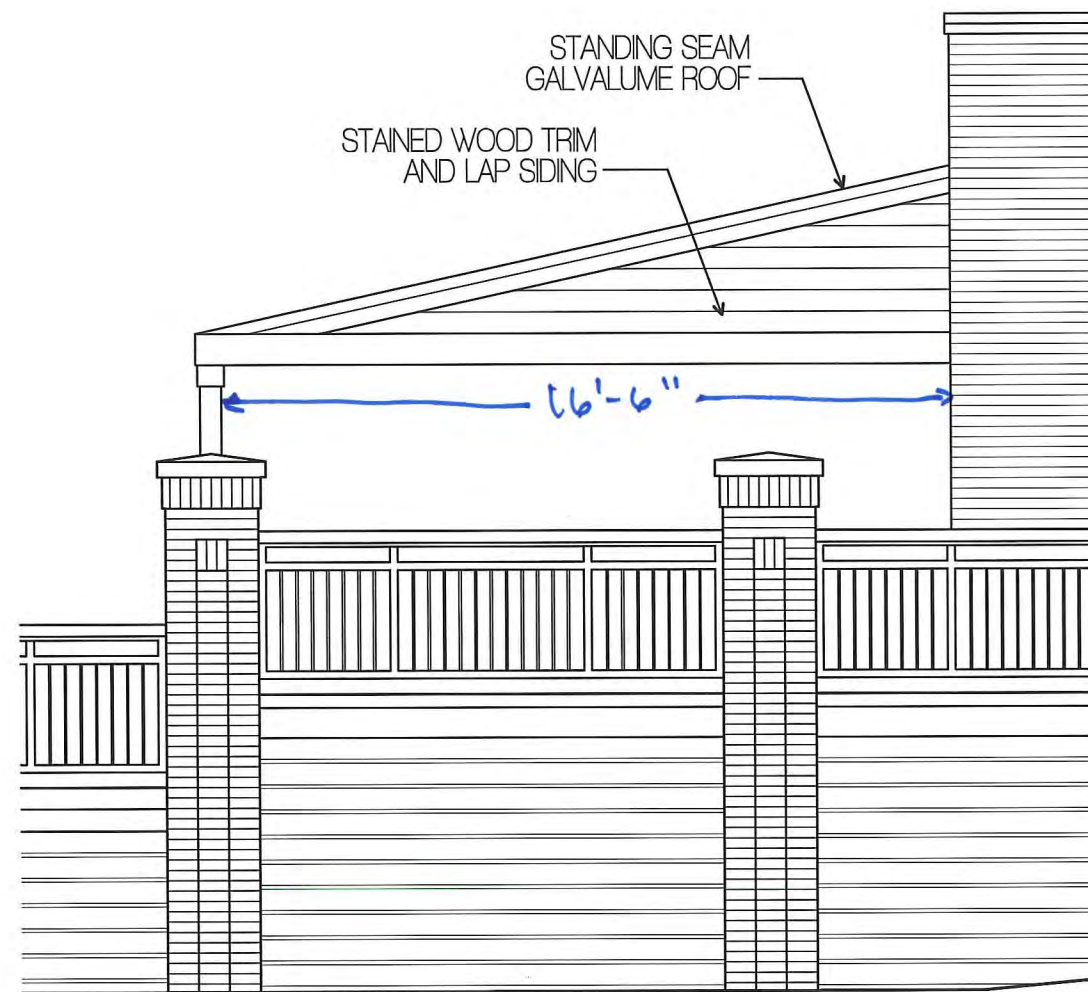 STANDING SEAM
GALVALUME ROOF
STAINED WOOD TRIM
AND LAP SIDING
16'-6"